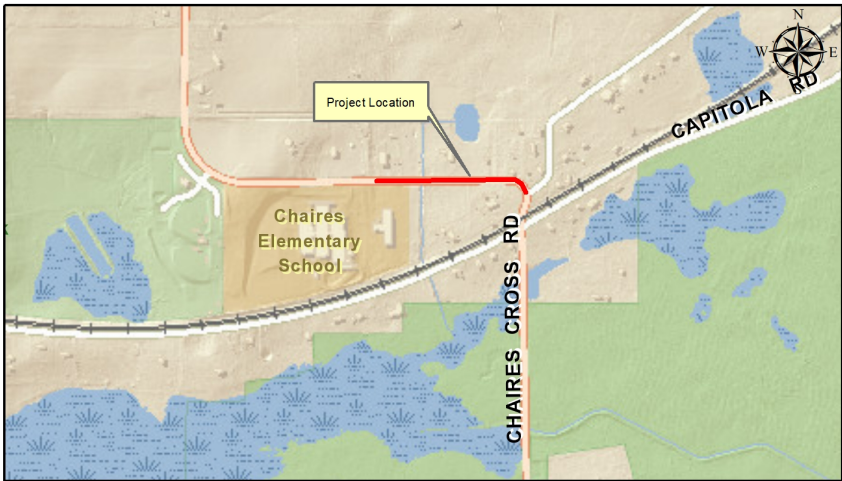 N
W
E
S
CAPITOLA RD
Project Location
Chaires
Elementary
School
CHAIRES CROSS RD